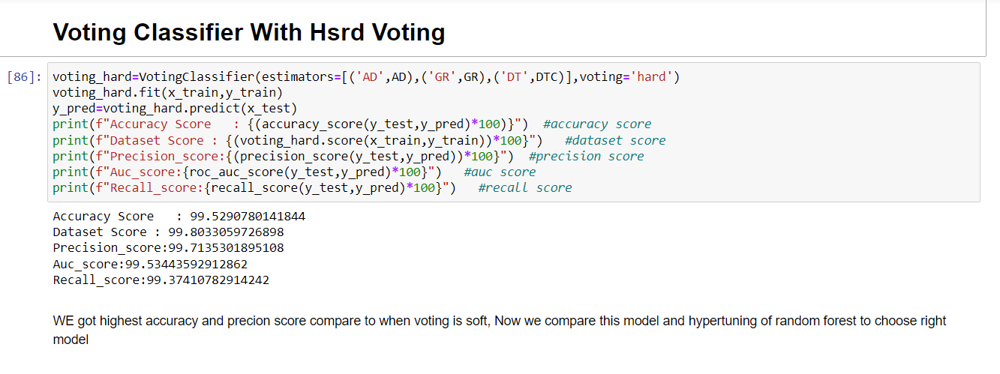 Voting Classifier With Hsrd Voting
[86]: voting_hard=VotingClassifier(estimators=[('AD',AD),('GR',GR),('DT',DTC)],voting='hard')
voting_hard.fit(x_train,y_train)
y_pred=voting_hard.predict(x_test)
print(f"Accuracy Score   : {(accuracy_score(y_test,y_pred)*100)}")  #accuracy score
print(f"Dataset Score : {(voting_hard.score(x_train,y_train))*100}")   #dataset score
print(f"Precision_score:{(precision_score(y_test,y_pred))*100}")  #precision score
print(f"Auc_score:{roc_auc_score(y_test,y_pred)*100}")   #auc score
print(f"Recall_score:{recall_score(y_test,y_pred)*100}")   #recall score
Accuracy Score   : 99.5290780141844
Dataset Score : 99.8033059726898
Precision_score:99.7135301895108
Auc_score:99.53443592912862
Recall_score:99.37410782914242
WE got highest accuracy and precion score compare to when voting is soft, Now we compare this model and hypertuning of random forest to choose right
model